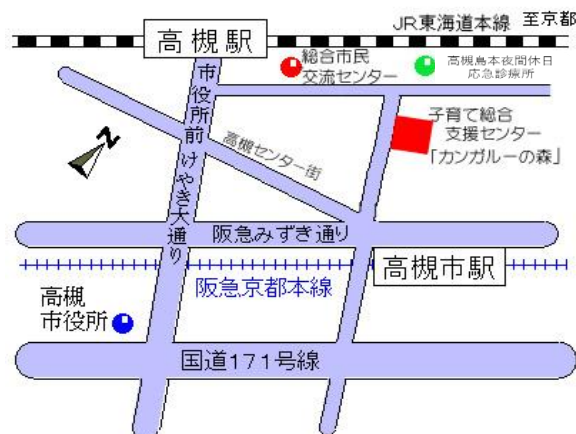 JR東海道本線 至京都
高槻駅
総合市民
交流センター
高槻島本夜間休日
応急診療所
市役所前けやき大通り
子育て総合
支援センター
「カンガルーの森」
高槻センター街
N
阪急みずき通り
高槻市駅
阪急京都本線
高槻
市役所
国道171号線